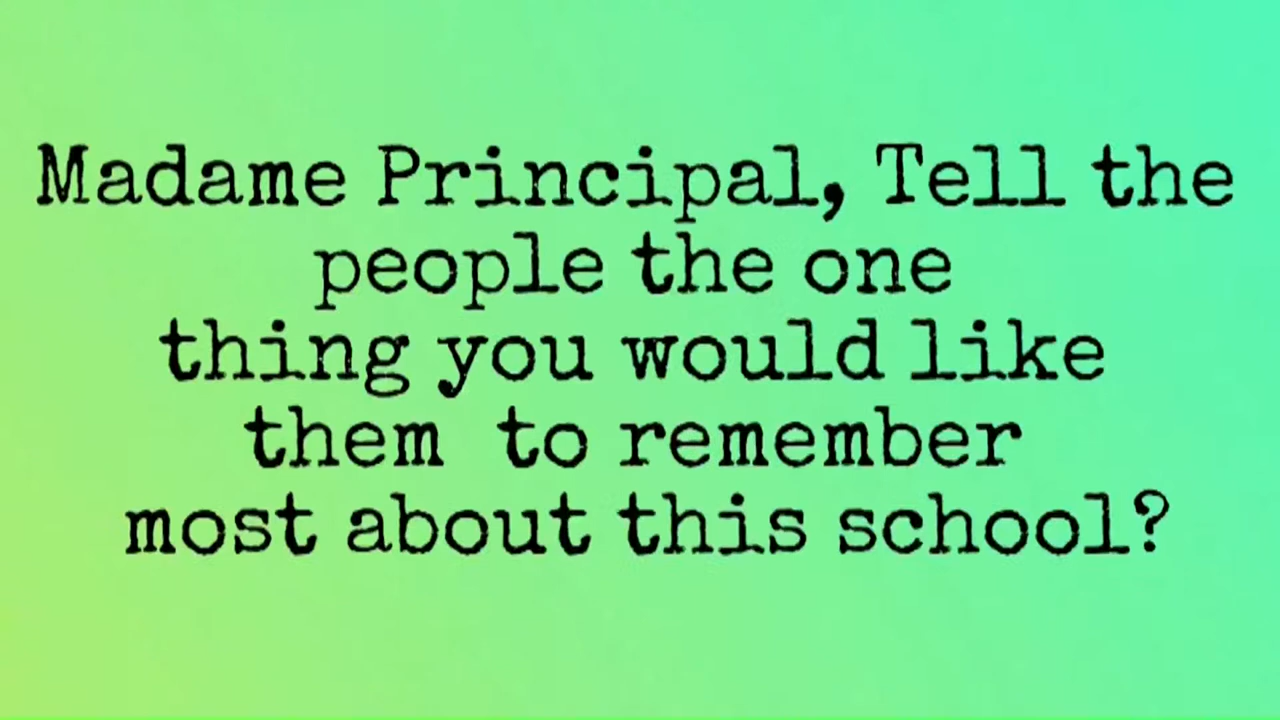 Madame Principal, Tell the
people the one
thing you would like
them  to remember
most about this school?